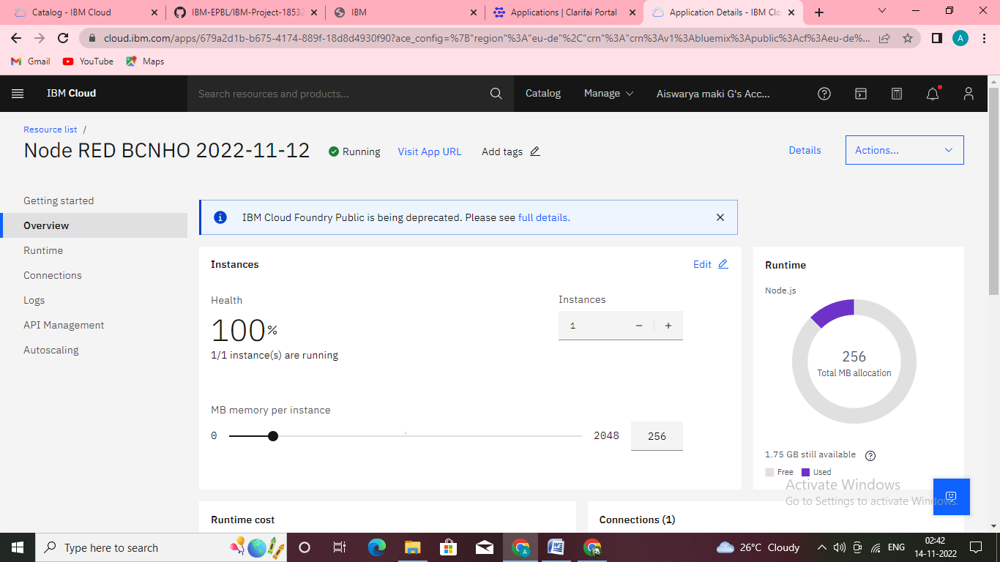 Catalog - IBM Cloud
IBM-EPBL/IBM-Project-18532
IBM
Applications | Clarifai Portal
Application Details - IBM Clo
cloud.ibm.com/apps/679a2d1b-b675-4174-889f-18d8d4930f90?ace_config=%7B"region"%3A"eu-de"%2C"crn"%3A"crn%3Av1%3Abluemix%3Apublic%3Acf%3Aeu-de%...
A
Gmail
YouTube
Maps
IBM Cloud
Search resources and products...
Catalog
Manage
Aiswarya maki G's Acc...
Resource list /
Node RED BCNHO 2022-11-12
Running
Visit App URL
Add tags
Details
Actions...
Getting started
Overview
Runtime
Connections
Logs
API Management
Autoscaling
IBM Cloud Foundry Public is being deprecated. Please see full details.
Instances
Edit
Health
100%
1/1 instance(s) are running
Instances
1
MB memory per instance
0
2048
256
Runtime
Node.js
256
Total MB allocation
1.75 GB still available
Free
Used
Activate Windows
Go to Settings to activate Windows.
Runtime cost
Connections (1)
Type here to search
26°C Cloudy
ENG
02:42
14-11-2022